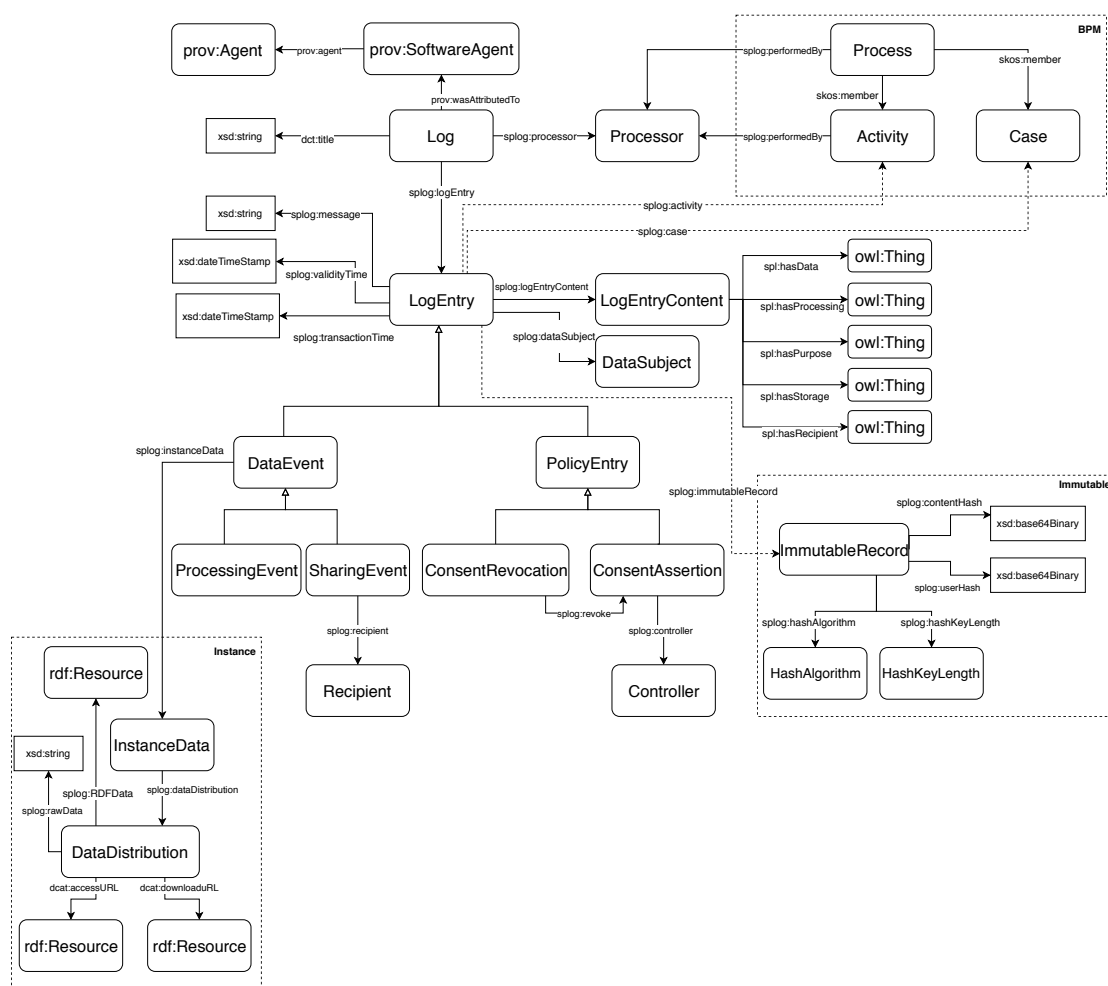 BPM
prov:Agent
prov:agent
prov:SoftwareAgent
splog:performedBy
Process
skos:member
skos:member
prov:wasAttributedTo
xsd:string
dct:title
Log
splog:processor
Processor
splog:performedBy
Activity
Case
splog:logEntry
splog:activity
xsd:string
splog:message
splog:case
xsd:dateTimeStamp
splog:validityTime
spl:hasData
owl:Thing
LogEntry
splog:logEntryContent
LogEntryContent
spl:hasProcessing
owl:Thing
xsd:dateTimeStamp
splog:transactionTime
splog:dataSubject
DataSubject
spl:hasPurpose
owl:Thing
spl:hasStorage
owl:Thing
spl:hasRecipient
owl:Thing
splog:instanceData
DataEvent
PolicyEntry
splog:immutableRecord
Immutable
splog:contentHash
xsd:base64Binary
ImmutableRecord
splog:userHash
xsd:base64Binary
ProcessingEvent
SharingEvent
ConsentRevocation
ConsentAssertion
splog:revoke
splog:recipient
splog:controller
splog:hashAlgorithm
splog:hashKeyLength
HashAlgorithm
HashKeyLength
Recipient
Controller
Instance
rdf:Resource
InstanceData
xsd:string
splog:RDFData
splog:dataDistribution
splog:rawData
DataDistribution
dcat:accessURL
dcat:downloaduRL
rdf:Resource
rdf:Resource